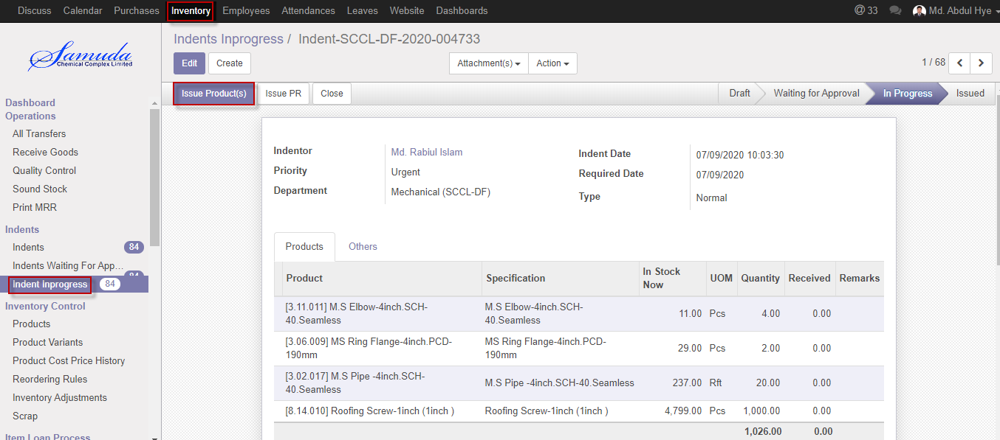 Discuss Calendar Purchases Inventory Employees Attendances Leaves Website Dashboards @ 33 Md. Abdul Hye
Samuda
Chemical Complex Limited
Dashboard
Operations
All Transfers
Receive Goods
Quality Control
Sound Stock
Print MRR
Indents
Indents 84
Indents Waiting For App... 84
Indent Inprogress 84
Inventory Control
Products
Product Variants
Product Cost Price History
Reordering Rules
Inventory Adjustments
Scrap
Item Loan Process
Indents Inprogress / Indent-SCCL-DF-2020-004733
Edit Create Attachment(s) Action 1 / 68
Issue Product(s) Issue PR Close Draft Waiting for Approval In Progress Issued
Indentor Md. Rabiul Islam
Priority Urgent
Department Mechanical (SCCL-DF)
Indent Date 07/09/2020 10:03:30
Required Date 07/09/2020
Type Normal
Products Others
Product Specification In Stock Now UOM Quantity Received Remarks
[3.11.011] M.S Elbow-4inch.SCH-40.Seamless M.S Elbow-4inch.SCH-40.Seamless 11.00 Pcs 4.00 0.00
[3.06.009] MS Ring Flange-4inch.PCD-190mm MS Ring Flange-4inch.PCD-190mm 29.00 Pcs 2.00 0.00
[3.02.017] M.S Pipe -4inch.SCH-40.Seamless M.S Pipe -4inch.SCH-40.Seamless 237.00 Rft 20.00 0.00
[8.14.010] Roofing Screw-1inch (1inch ) Roofing Screw-1inch (1inch ) 4,799.00 Pcs 1,000.00 0.00
1,026.00 0.00